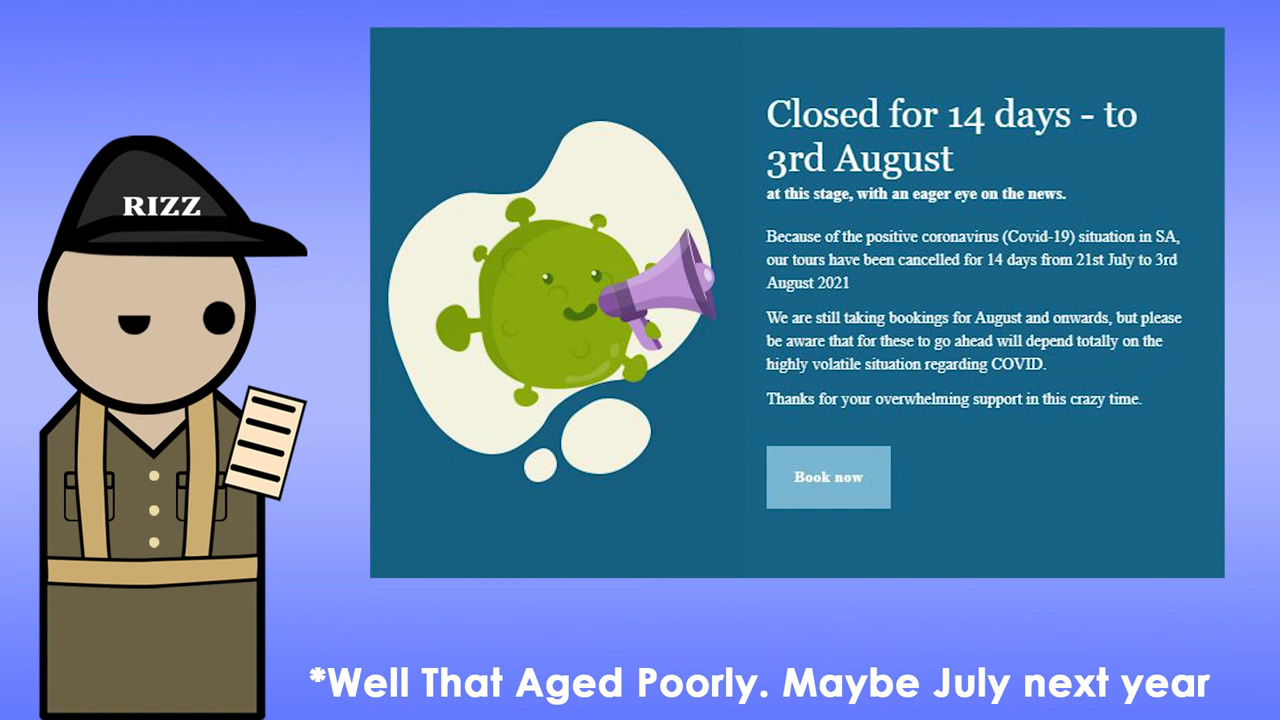 RIZZ
Closed for 14 days - to
3rd August
at this stage, with an eager eye on the news.
Because of the positive coronavirus (Covid-19) situation in SA,
our tours have been cancelled for 14 days from 21st July to 3rd
August 2021
We are still taking bookings for August and onwards, but please
be aware that for these to go ahead will depend totally on the
highly volatile situation regarding COVID.
Thanks for your overwhelming support in this crazy time.
Book now
*Well That Aged Poorly. Maybe July next year